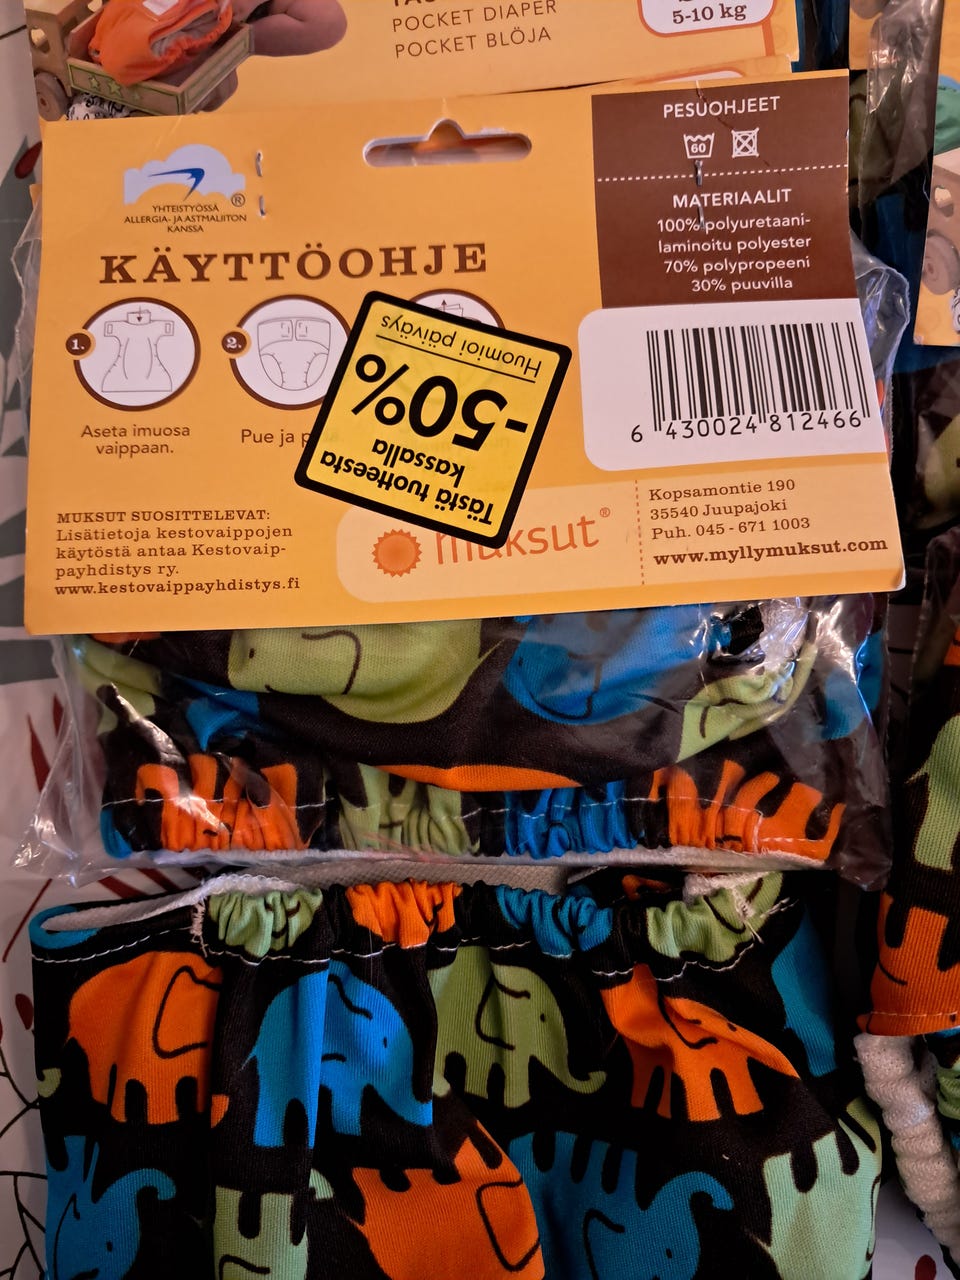 POCKET DIAPER
POCKET BLÖJA
5-10 kg
YHTEISTYÖSSÄ
ALLERGIA- JA ASTMALIITON
KANSSA
®
KÄYTTÖOHJE
1.
Aseta imuosa
vaippaan.
2.
Pue ja
Tästä tuotteesta
kassalla
-50%
Huomioi päiväys
PESUOHJEET
60
MATERIAALIT
100% polyuretaani-
laminoitu polyester
70% polypropeeni
30% puuvilla
6 430024 812466
MUKSUT SUOSITTELEVAT:
Lisätietoja kestovaippojen
käytöstä antaa Kestovaip-
payhdistys ry.
www.kestovaippayhdistys.fi
muksut®
Kopsamontie 190
35540 Juupajoki
Puh. 045 - 671 1003
www.myllymuksut.com